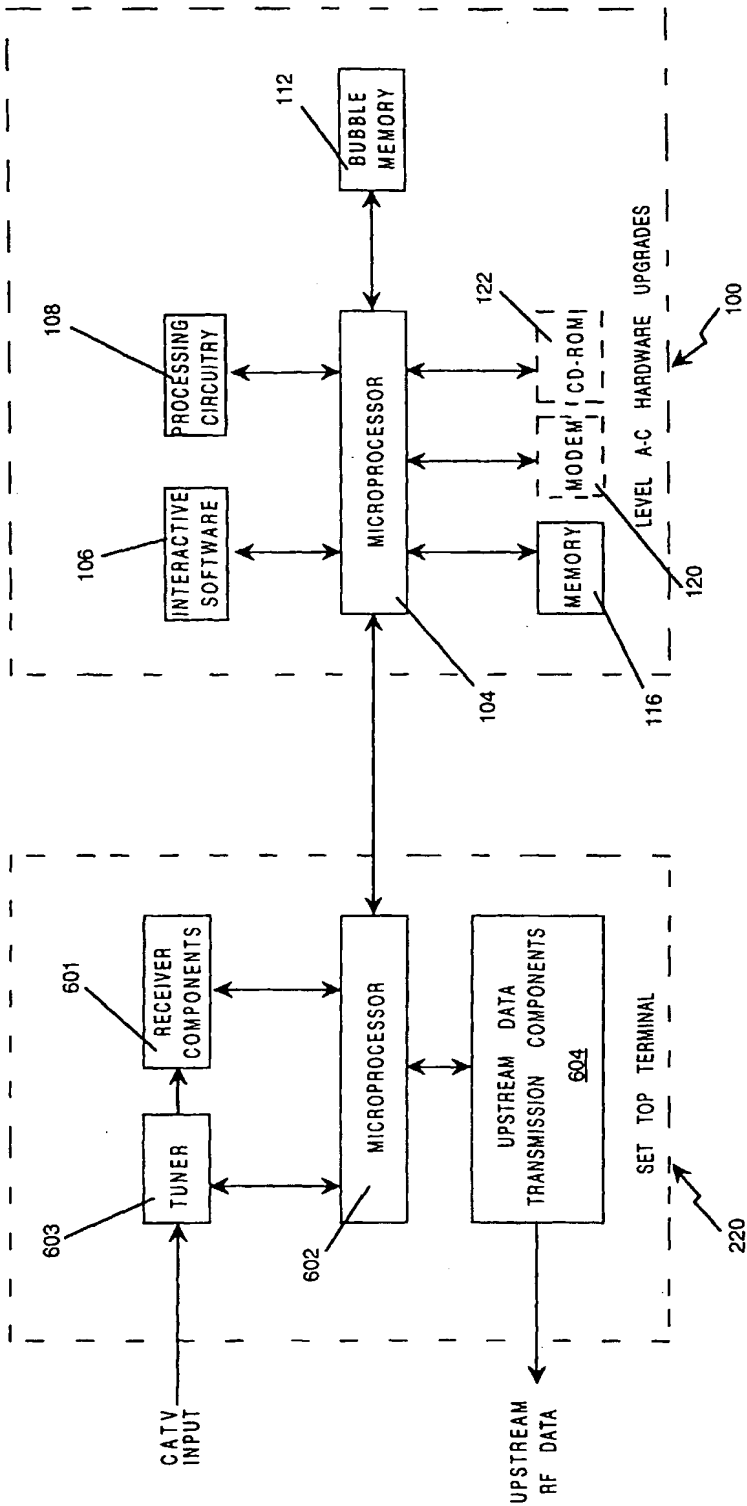 CATV
INPUT
603
TUNER
601
RECEIVER
COMPONENTS
602
MICROPROCESSOR
UPSTREAM DATA
TRANSMISSION COMPONENTS
604
UPSTREAM
RF DATA
SET TOP TERMINAL
220
106
INTERACTIVE
SOFTWARE
108
PROCESSING
CIRCUITRY
MICROPROCESSOR
104
112
BUBBLE
MEMORY
MEMORY
116
MODEM
120
CD-ROM
122
LEVEL A-C HARDWARE UPGRADES
100